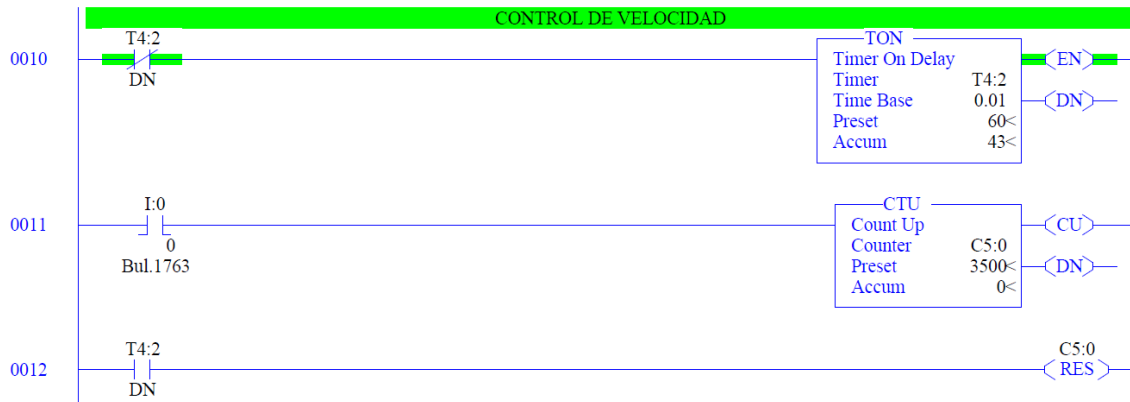 CONTROL DE VELOCIDAD
0010
T4:2
DN
TON
Timer On Delay
Timer T4:2
Time Base 0.01
Preset 60<
Accum 43<
EN
DN
0011
I:0
0
Bul.1763
CTU
Count Up
Counter C5:0
Preset 3500<
Accum 0<
CU
DN
0012
T4:2
DN
C5:0
RES